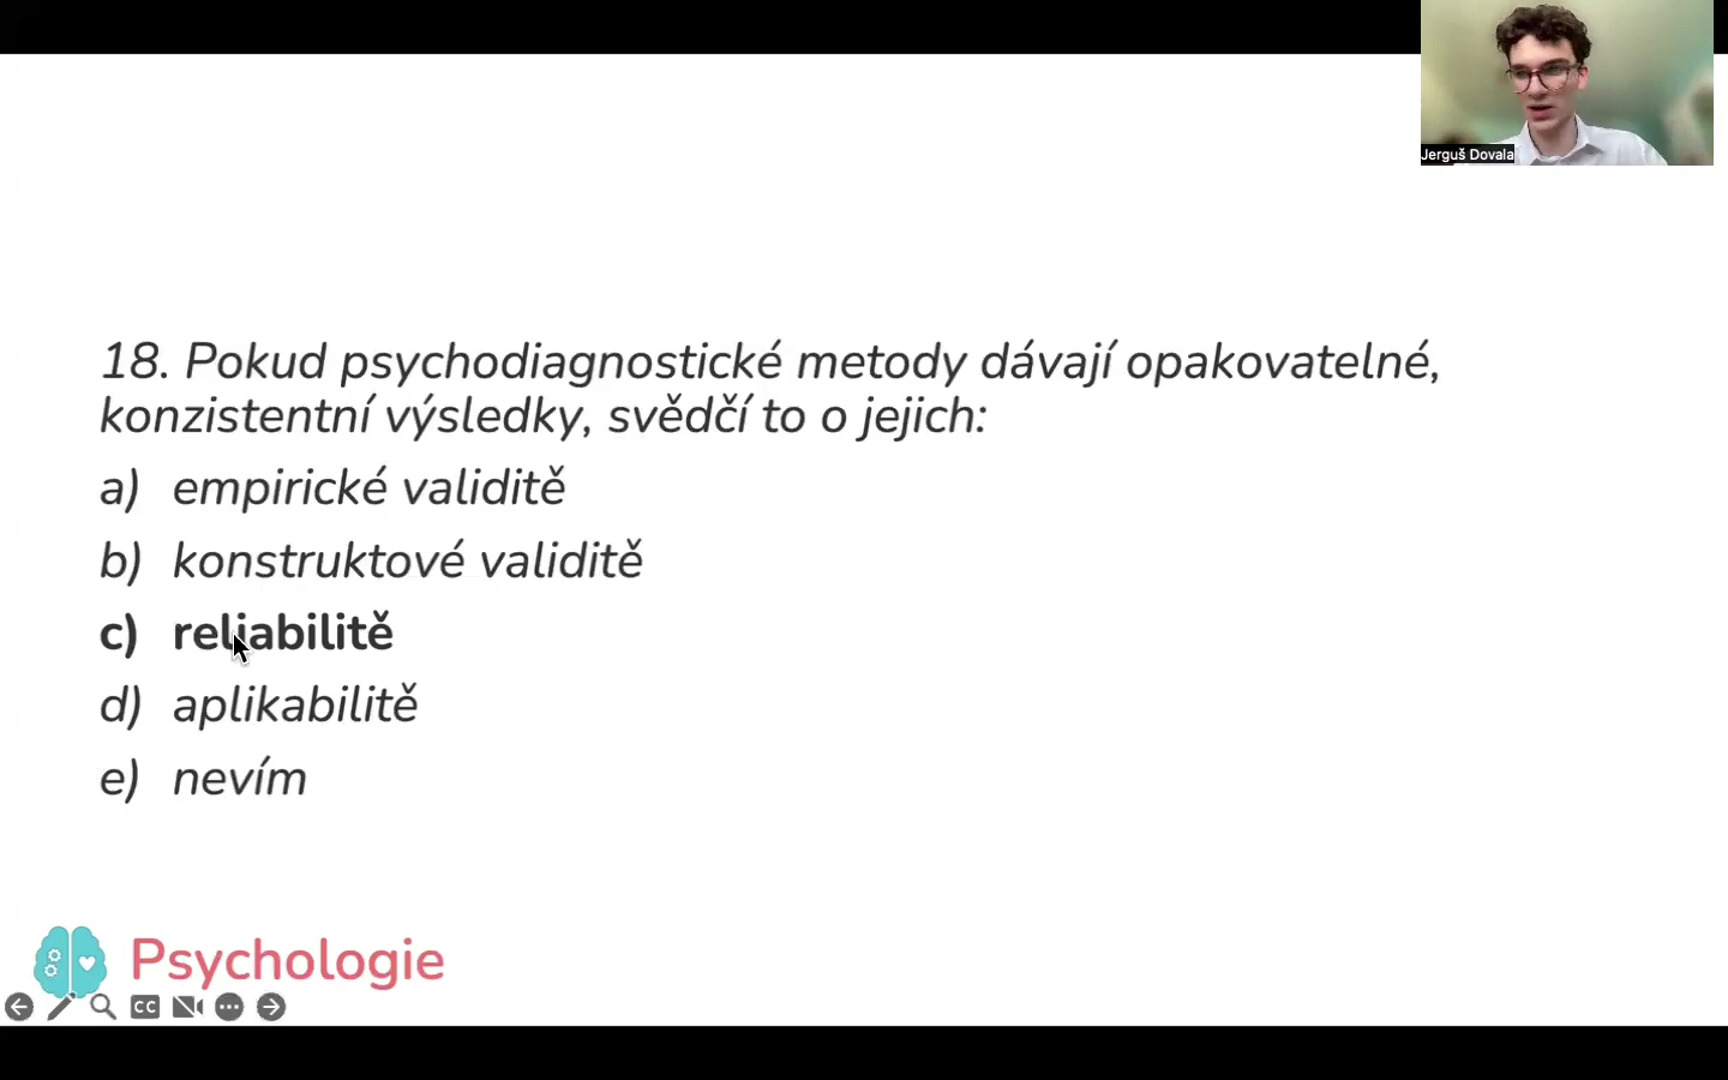 Jerguš Dovala
18. Pokud psychodiagnostické metody dávají opakovatelné,
konzistentní výsledky, svědčí to o jejich:
a) empirické validitě
b) konstruktové validitě
c) reliabilitě
d) aplikabilitě
e) nevím
Psychologie
CC